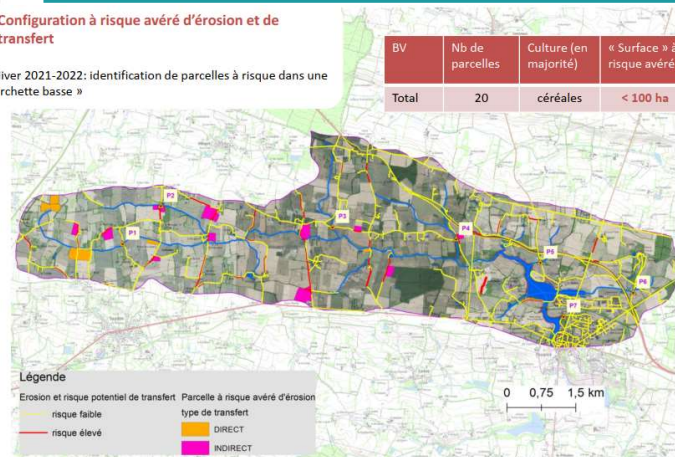 Configuration à risque avéré d'érosion et de
transfert
iver 2021-2022: identification de parcelles à risque dans une
rchette basse »
BV
Nb de parcelles
Culture (en majorité)
« Surface » à risque avéré
Total
20
céréales
< 100 ha
P2
P1
P3
P4
P5
P6
P7
Légende
Erosion et risque potentiel de transfert
risque faible
risque élevé
Parcelle à risque avéré d'érosion
type de transfert
DIRECT
INDIRECT
0 0,75 1,5 km